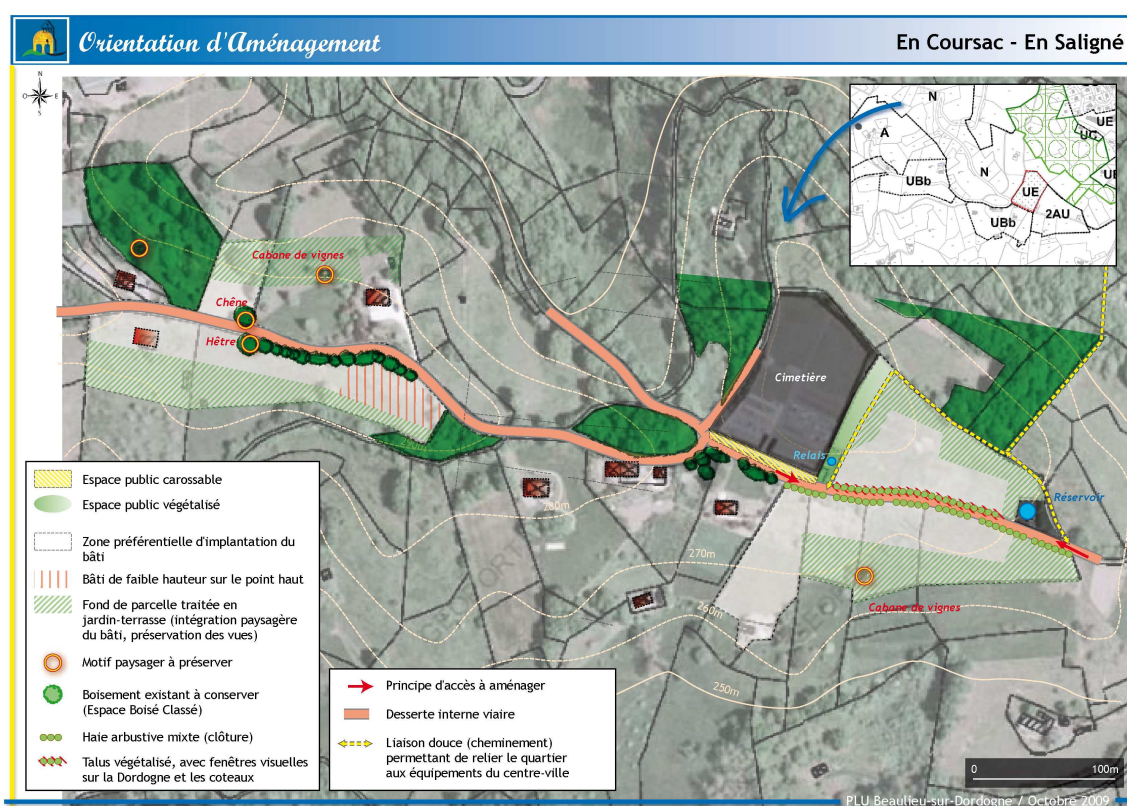 Orientation d'Aménagement
En Coursac - En Saligné
N
O
E
S
N
A
UBb
N
UE
UBb
2AU
UE
UG
Cabane de vignes
Chêne
Hêtre
Cimetière
Relais
Réservoir
280m
270m
260m
250m
Cabane de vignes
Espace public carossable
Espace public végétalisé
Zone préférentielle d'implantation du
bâti
Bâti de faible hauteur sur le point haut
Fond de parcelle traitée en
jardin-terrasse (intégration paysagère
du bâti, préservation des vues)
Motif paysager à préserver
Boisement existant à conserver
(Espace Boisé Classé)
Haie arbustive mixte (clôture)
Talus végétalisé, avec fenêtres visuelles
sur la Dordogne et les coteaux
Principe d'accès à aménager
Desserte interne viaire
Liaison douce (cheminement)
permettant de relier le quartier
aux équipements du centre-ville
0 100m
PLU Beaulieu-sur-Dordogne / Octobre 2009